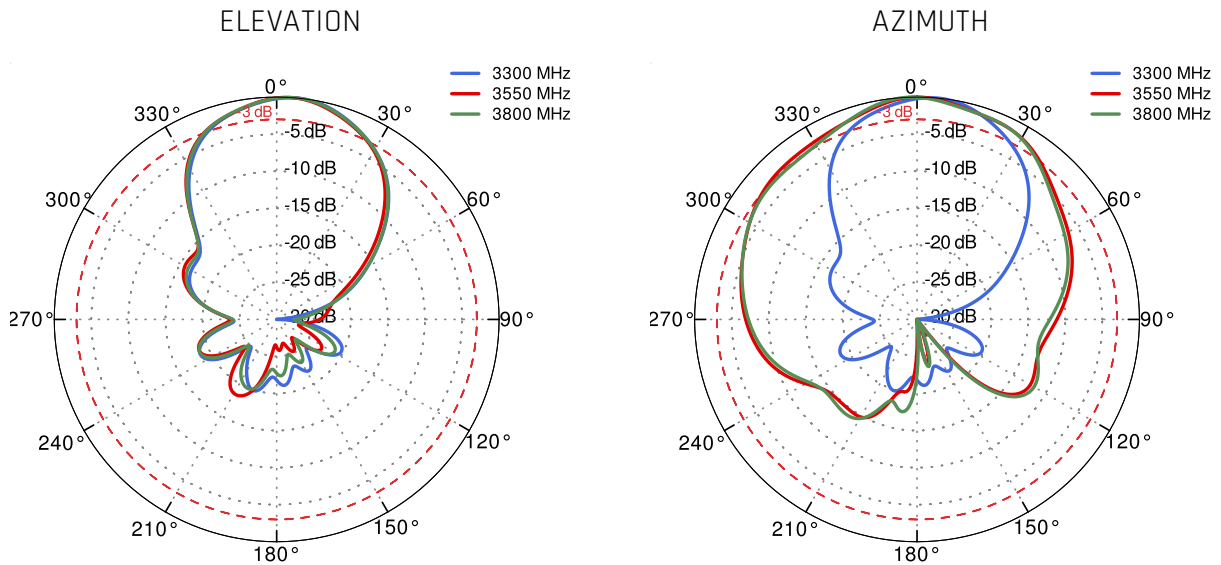 ELEVATION
3300 MHz
3550 MHz
3800 MHz
0°
30°
60°
90°
120°
150°
180°
210°
240°
270°
300°
330°
-3 dB
-5 dB
-10 dB
-15 dB
-20 dB
-25 dB
-30 dB
AZIMUTH
3300 MHz
3550 MHz
3800 MHz
0°
30°
60°
90°
120°
150°
180°
210°
240°
270°
300°
330°
-3 dB
-5 dB
-10 dB
-15 dB
-20 dB
-25 dB
-30 dB